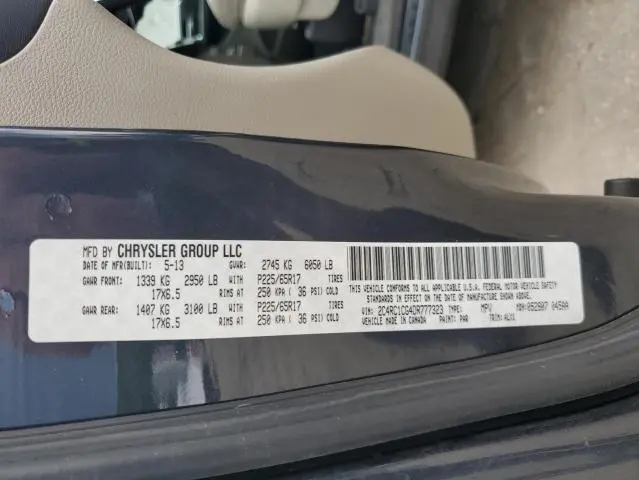 MFD BY CHRYSLER GROUP LLC
DATE OF MFR(BUILT): 5-13 GVWR: 2745 KG 6050 LB
GAWR FRONT: 1339 KG 2950 LB P225/65R17 TIRES
17X6.5 RIMS AT 250 KPA ( 36 PSI) COLD
GAWR REAR: 1407 KG 3100 LB P225/65R17 TIRES
17X6.5 RIMS AT 250 KPA ( 36 PSI) COLD
THIS VEHICLE CONFORMS TO ALL APPLICABLE U.S.A. FEDERAL MOTOR VEHICLE SAFETY
STANDARDS IN EFFECT ON THE DATE OF MANUFACTURE SHOWN ABOVE.
VIN: 2C4RC1CG4DR777323 TYPE: MPV MDH: 052907 045AA
VEHICLE MADE IN CANADA PAINT: PAR TRIM: ALX1